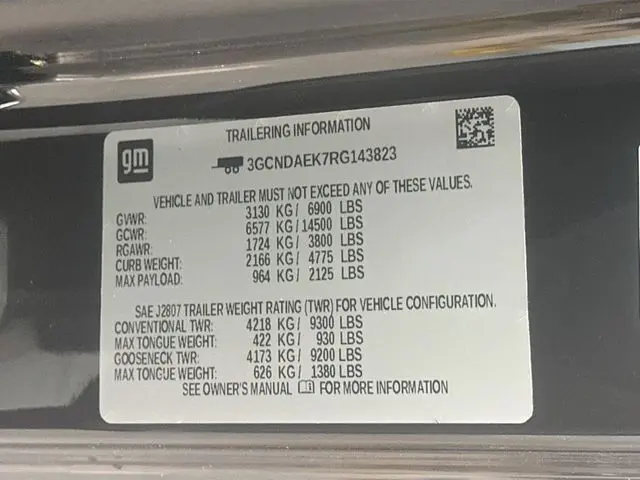 gm
TRAILERING INFORMATION
3GCNDAEK7RG143823
VEHICLE AND TRAILER MUST NOT EXCEED ANY OF THESE VALUES.
GVWR: 3130 KG / 6900 LBS
GCWR: 6577 KG / 14500 LBS
RGAWR: 1724 KG / 3800 LBS
CURB WEIGHT: 2166 KG / 4775 LBS
MAX PAYLOAD: 964 KG / 2125 LBS
SAE J2807 TRAILER WEIGHT RATING (TWR) FOR VEHICLE CONFIGURATION.
CONVENTIONAL TWR: 4218 KG / 9300 LBS
MAX TONGUE WEIGHT: 422 KG / 930 LBS
GOOSENECK TWR: 4173 KG / 9200 LBS
MAX TONGUE WEIGHT: 626 KG / 1380 LBS
SEE OWNER'S MANUAL FOR MORE INFORMATION